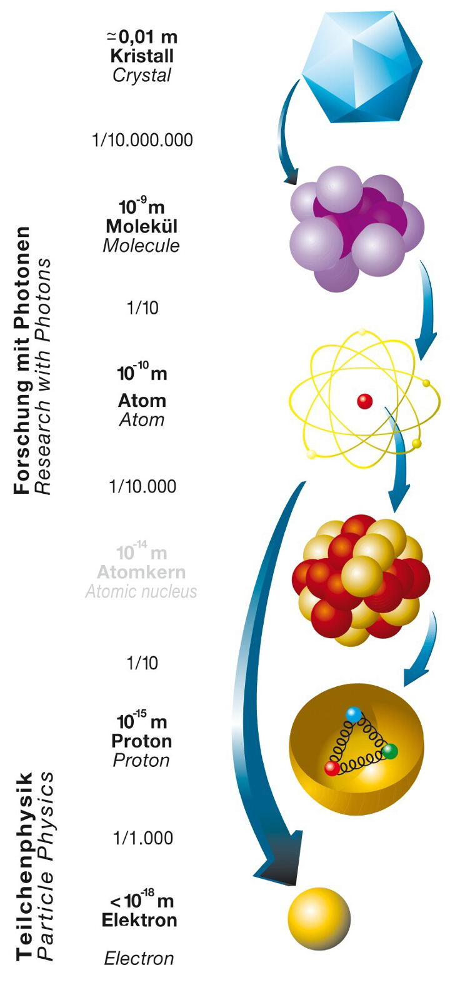 ≃0,01 m
Kristall
Crystal
1/10.000.000
10⁻⁹ m
Molekül
Molecule
1/10
10⁻¹⁰ m
Atom
Atom
1/10.000
10⁻¹⁴ m
Atomkern
Atomic nucleus
1/10
10⁻¹⁵ m
Proton
Proton
1/1.000
<10⁻¹⁸ m
Elektron
Electron
Forschung mit Photonen
Research with Photons
Teilchenphysik
Particle Physics